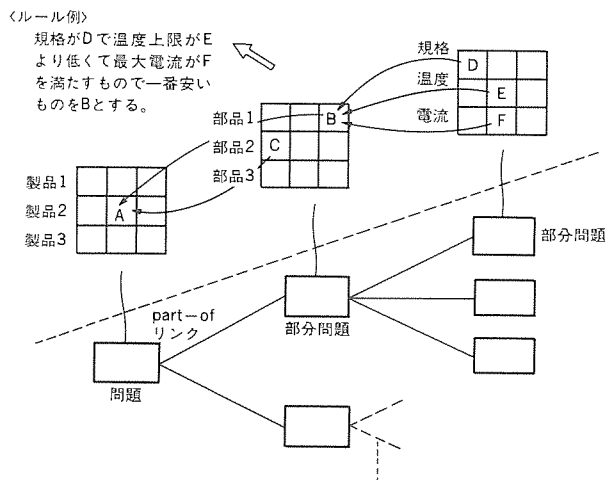 〈ルール例〉
規格がDで温度上限がE
より低くて最大電流がF
を満たすもので一番安い
ものをBとする。
規格
温度
電流
D
E
F
部品1
部品2
部品3
B
C
製品1
製品2
製品3
A
部分問題
part-of
リンク
部分問題
問題